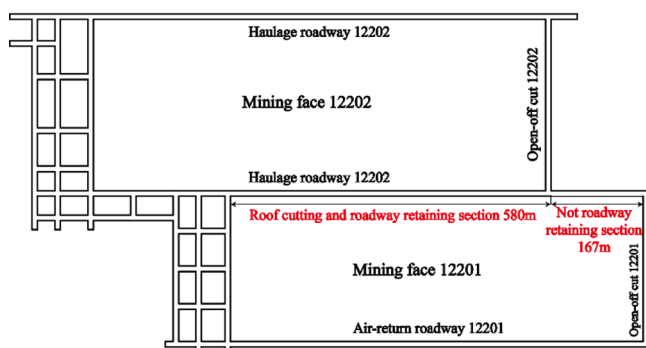 Haulage roadway 12202
Mining face 12202
Open-off cut 12202
Haulage roadway 12202
Roof cutting and roadway retaining section 580m
Not roadway
retaining section
167m
Mining face 12201
Open-off cut 12201
Air-return roadway 12201